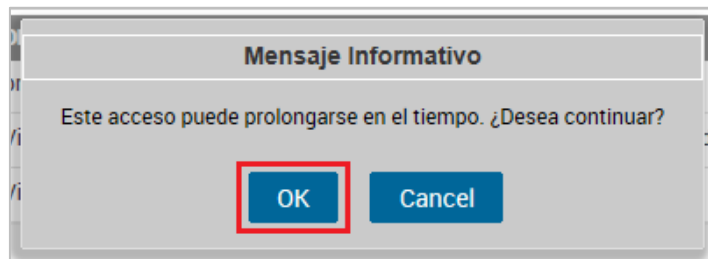 Mensaje Informativo
Este acceso puede prolongarse en el tiempo. ¿Desea continuar?
OK Cancel